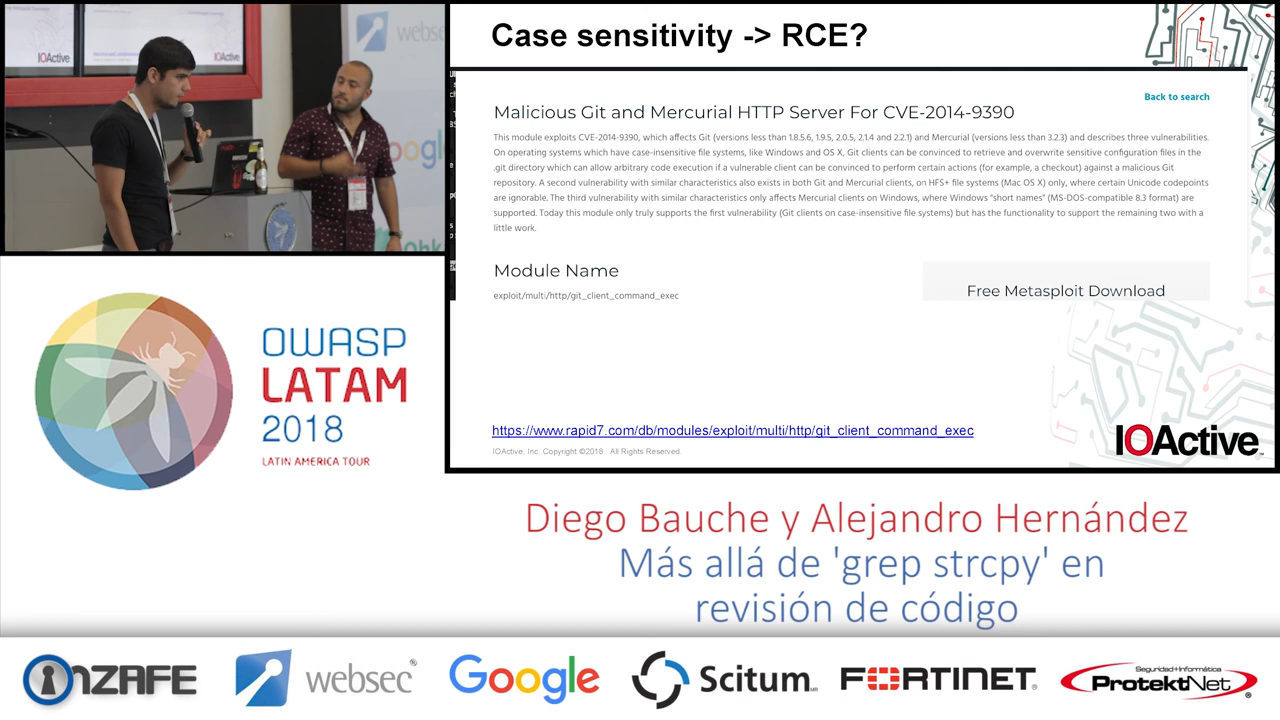 IOActive
websec
Google
Case sensitivity -> RCE?
Back to search
Malicious Git and Mercurial HTTP Server For CVE-2014-9390
This module exploits CVE-2014-9390, which affects Git (versions less than 1.8.5.6, 1.9.5, 2.0.5, 2.1.4 and 2.2.1) and Mercurial (versions less than 3.2.3) and describes three vulnerabilities.
On operating systems which have case-insensitive file systems, like Windows and OS X, Git clients can be convinced to retrieve and overwrite sensitive configuration files in the
.git directory which can allow arbitrary code execution if a vulnerable client can be convinced to perform certain actions (for example, a checkout) against a malicious Git
repository. A second vulnerability with similar characteristics also exists in both Git and Mercurial clients, on HFS+ file systems (Mac OS X) only, where certain Unicode codepoints
are ignorable. The third vulnerability with similar characteristics only affects Mercurial clients on Windows, where Windows "short names" (MS-DOS-compatible 8.3 format) are
supported. Today this module only truly supports the first vulnerability (Git clients on case-insensitive file systems) but has the functionality to support the remaining two with a
little work.
Module Name
exploit/multi/http/git_client_command_exec
Free Metasploit Download
https://www.rapid7.com/db/modules/exploit/multi/http/git_client_command_exec
IOActive, Inc. Copyright ©2018. All Rights Reserved.
IOActive™
OWASP
LATAM
2018
LATIN AMERICA TOUR
Diego Bauche y Alejandro Hernández
Más allá de 'grep strcpy' en
revisión de código
nZAFE
websec®
Google
Scitum MR
FORTINET®
Seguridad+Informática
ProtektNet®